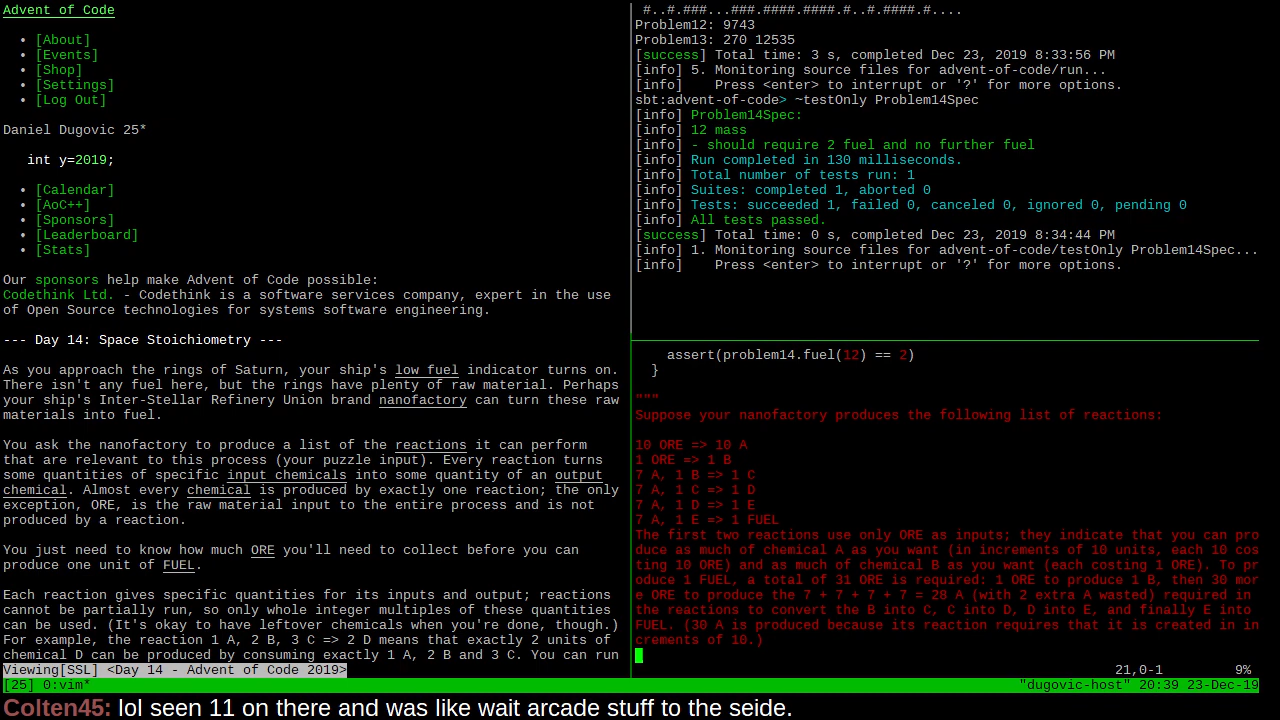 Advent of Code
• [About]
• [Events]
• [Shop]
• [Settings]
• [Log Out]
Daniel Dugovic 25*
int y=2019;
• [Calendar]
• [AoC++]
• [Sponsors]
• [Leaderboard]
• [Stats]
Our sponsors help make Advent of Code possible:
Codethink Ltd. - Codethink is a software services company, expert in the use
of Open Source technologies for systems software engineering.
--- Day 14: Space Stoichiometry ---
As you approach the rings of Saturn, your ship's low fuel indicator turns on.
There isn't any fuel here, but the rings have plenty of raw material. Perhaps
your ship's Inter-Stellar Refinery Union brand nanofactory can turn these raw
materials into fuel.
You ask the nanofactory to produce a list of the reactions it can perform
that are relevant to this process (your puzzle input). Every reaction turns
some quantities of specific input chemicals into some quantity of an output
chemical. Almost every chemical is produced by exactly one reaction; the only
exception, ORE, is the raw material input to the entire process and is not
produced by a reaction.
You just need to know how much ORE you'll need to collect before you can
produce one unit of FUEL.
Each reaction gives specific quantities for its inputs and output; reactions
cannot be partially run, so only whole integer multiples of these quantities
can be used. (It's okay to have leftover chemicals when you're done, though.)
For example, the reaction 1 A, 2 B, 3 C => 2 D means that exactly 2 units of
chemical D can be produced by consuming exactly 1 A, 2 B and 3 C. You can run
Viewing[SSL] <Day 14 - Advent of Code 2019>
#..#.###...###.####.####.#..#.####.#....
Problem12: 9743
Problem13: 270 12535
[success] Total time: 3 s, completed Dec 23, 2019 8:33:56 PM
[info] 5. Monitoring source files for advent-of-code/run...
[info]    Press <enter> to interrupt or '?' for more options.
sbt:advent-of-code> ~testOnly Problem14Spec
[info] Problem14Spec:
[info] 12 mass
[info] - should require 2 fuel and no further fuel
[info] Run completed in 130 milliseconds.
[info] Total number of tests run: 1
[info] Suites: completed 1, aborted 0
[info] Tests: succeeded 1, failed 0, canceled 0, ignored 0, pending 0
[info] All tests passed.
[success] Total time: 0 s, completed Dec 23, 2019 8:34:44 PM
[info] 1. Monitoring source files for advent-of-code/testOnly Problem14Spec...
[info]    Press <enter> to interrupt or '?' for more options.
assert(problem14.fuel(12) == 2)
}
"""
Suppose your nanofactory produces the following list of reactions:
10 ORE => 10 A
1 ORE => 1 B
7 A, 1 B => 1 C
7 A, 1 C => 1 D
7 A, 1 D => 1 E
7 A, 1 E => 1 FUEL
The first two reactions use only ORE as inputs; they indicate that you can pro
duce as much of chemical A as you want (in increments of 10 units, each 10 cos
ting 10 ORE) and as much of chemical B as you want (each costing 1 ORE). To pr
oduce 1 FUEL, a total of 31 ORE is required: 1 ORE to produce 1 B, then 30 mor
e ORE to produce the 7 + 7 + 7 + 7 = 28 A (with 2 extra A wasted) required in
the reactions to convert the B into C, C into D, D into E, and finally E into
FUEL. (30 A is produced because its reaction requires that it is created in in
crements of 10.)
21,0-1 9%
[25] 0:vim* "dugovic-host" 20:39 23-Dec-19
Colten45: lol seen 11 on there and was like wait arcade stuff to the seide.